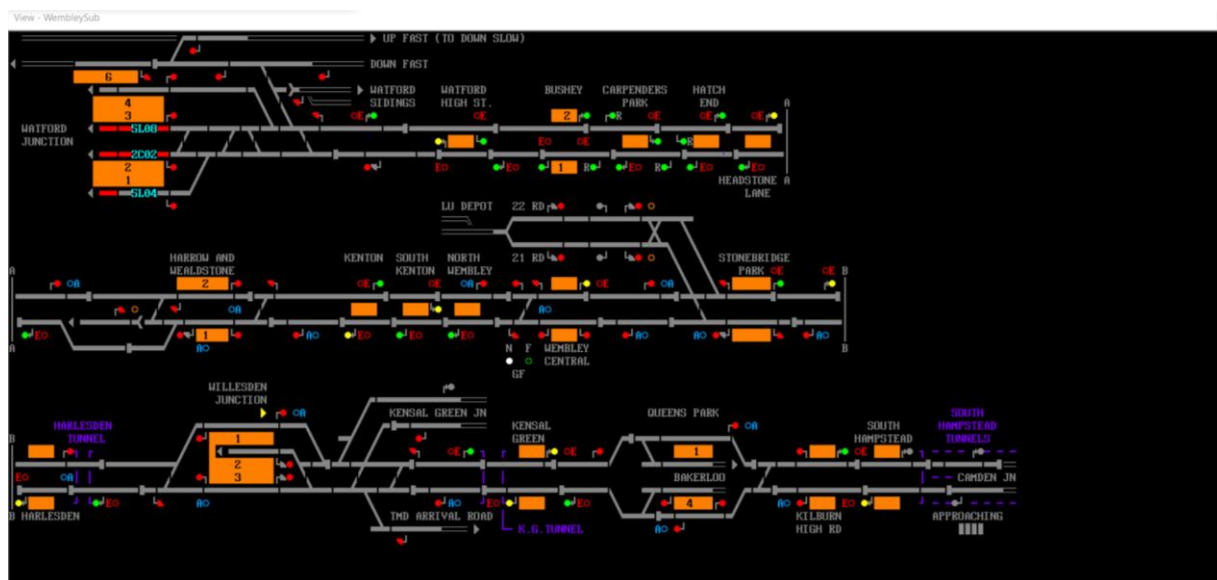 View - WembleySub
UP FAST (TO DOWN SLOW)
DOWN FAST
6
WATFORD SIDINGS
WATFORD HIGH ST.
BUSHEY
CARPENDERS PARK
HATCH END
A
4
3
2
R
E
E
E
E
E
WATFORD JUNCTION
5L08
2C02
E
E
R
2
1
5L04
E
E
1
R
E
R
E
E
HEADSTONE LANE
A
LU DEPOT
22 RD
21 RD
A
HARROW AND WEALDSTONE
KENTON
SOUTH KENTON
NORTH WEMBLEY
STONEBRIDGE PARK
E
E
B
A
2
E
E
A
E
A
A
A
E
1
A
E
E
E
A
A
A
A
N
F
WEMBLEY CENTRAL
B
GF
WILLESDEN JUNCTION
A
KENSAL GREEN JN
QUEENS PARK
A
B
HARLESDEN TUNNEL
KENSAL GREEN
SOUTH HAMPSTEAD
SOUTH HAMPSTEAD TUNNELS
1
E
E
E
1
E
E
A
2
3
BAKERLOO
CAMDEN JN
E
A
A
E
4
E
B
HARLESDEN
TMD ARRIVAL ROAD
K.G.TUNNEL
A
KILBURN HIGH RD
APPROACHING